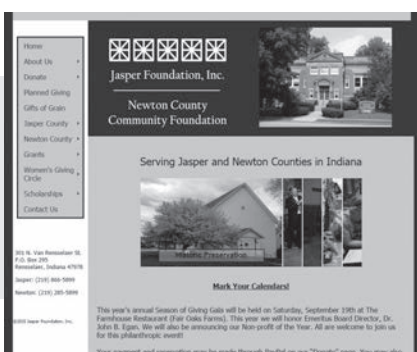 Home
About Us
Donate
Planned Giving
Gifts of Grain
Jasper County
Newton County
Grants
Women's Giving
Circle
Scholarships
Contact Us
301 N. Van Rensselaer St.
P.O. Box 295
Rensselaer, Indiana 47978
Jasper: (219) 866-5899
Newton: (219) 285-5899
Jasper Foundation, Inc.
Jasper Foundation, Inc.
Newton County
Community Foundation
Serving Jasper and Newton Counties in Indiana
Historic Preservation
Mark Your Calendars!
This year's annual Season of Giving Gala will be held on Saturday, September 19th at The
Farmhouse Restaurant (Fair Oaks Farms). This year we will honor Emeritus Board Director, Dr.
John B. Egan. We will also be announcing our Non-profit of the Year. All are welcome to join us
for this philanthropic event!